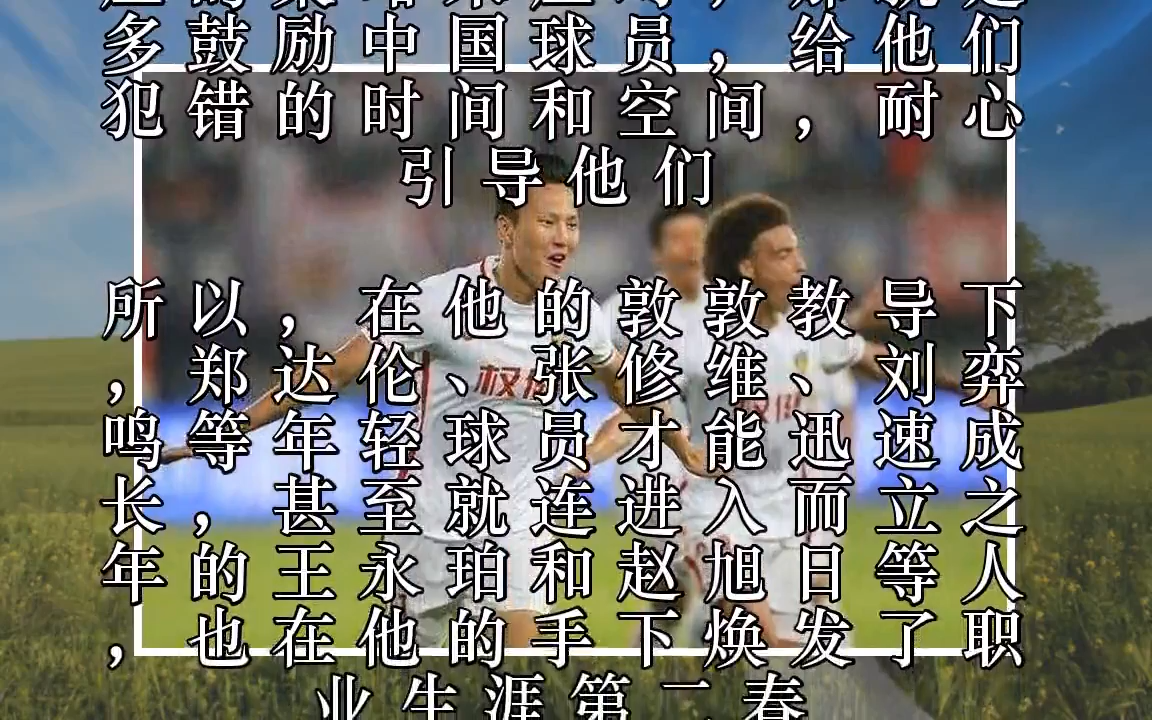 多鼓励中国球员，给他们
犯错的时间和空间，耐心
引导他们
所以，在他的敦敦教导下
，郑达伦、张修维、刘奕
鸣等年轻球员才能迅速成
长，甚至就连进入而立之
年的王永珀和赵旭日等人
，也在他的手下焕发了职
业生涯第二春
权健